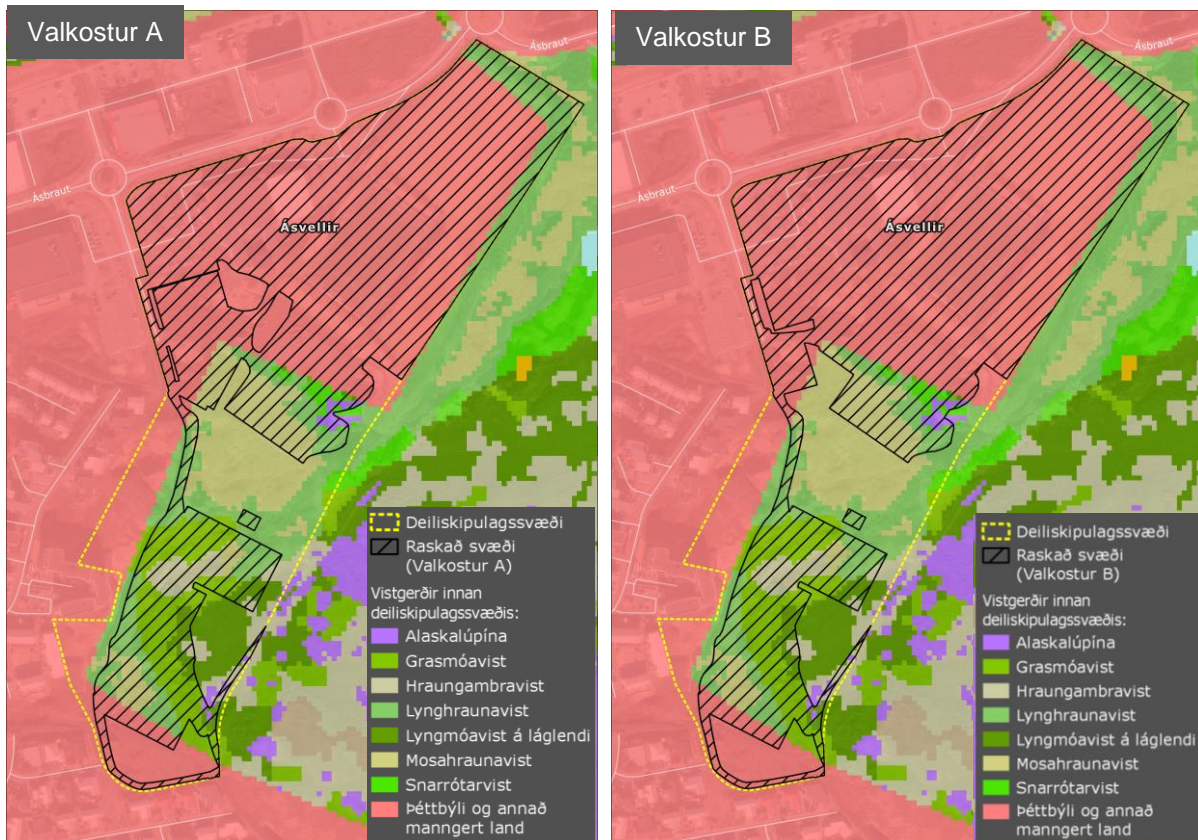 Valkostur A
Ásbraut
Ásbraut
Ásvellir
Deiliskipulagssvæði
Raskað svæði
(Valkostur A)
Vistgerðir innan
deiliskipulagssvæðis:
Alaskalúpína
Grasmóavist
Hraungambravist
Lynghraunavist
Lyngmóavist á láglendi
Mosahraunavist
Snarrótarvist
Þéttbýli og annað
manngert land
Valkostur B
Ásbraut
Ásbraut
Ásvellir
Deiliskipulagssvæði
Raskað svæði
(Valkostur B)
Vistgerðir innan
deiliskipulagssvæðis:
Alaskalúpína
Grasmóavist
Hraungambravist
Lynghraunavist
Lyngmóavist á láglendi
Mosahraunavist
Snarrótarvist
Þéttbýli og annað
manngert land